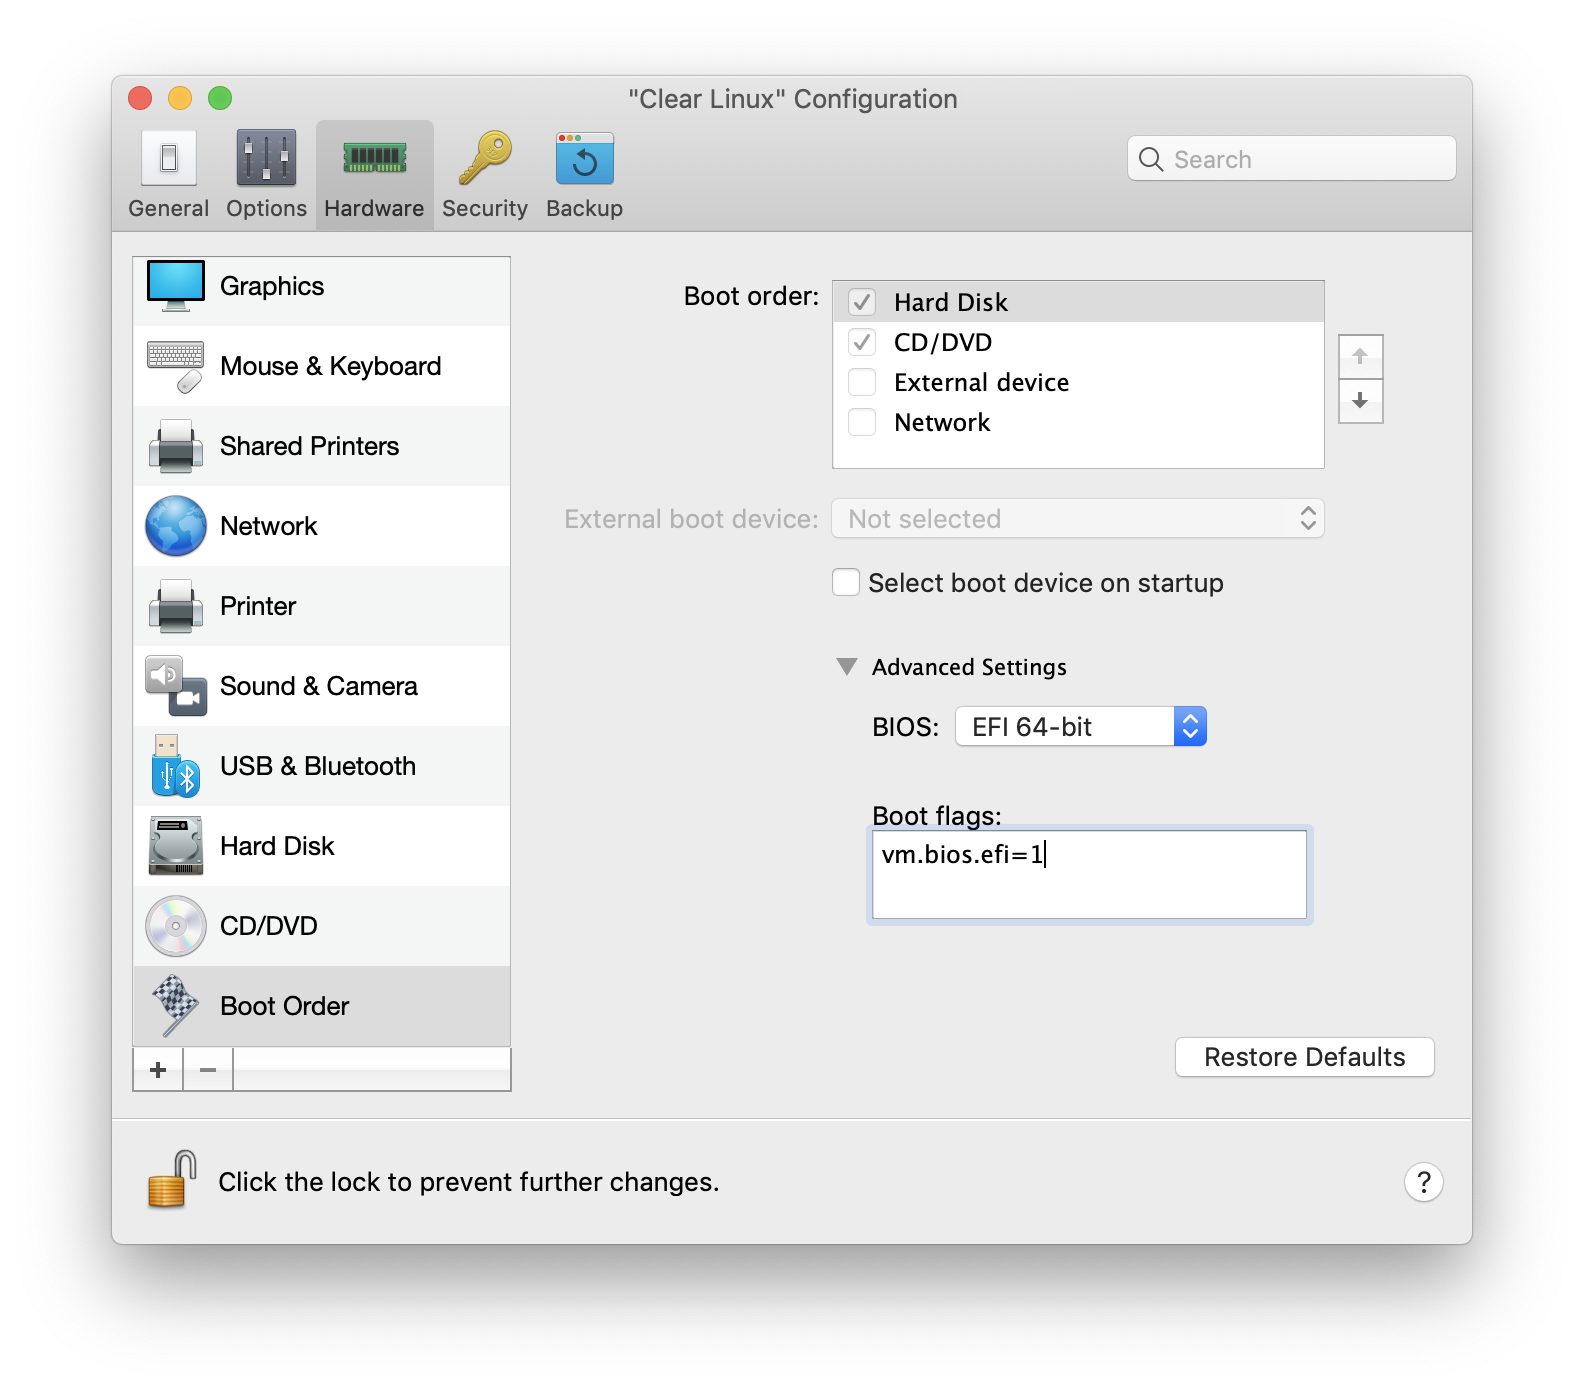 "Clear Linux" Configuration
General Options Hardware Security Backup
Search
Graphics
Mouse & Keyboard
Shared Printers
Network
Printer
Sound & Camera
USB & Bluetooth
Hard Disk
CD/DVD
Boot Order
+ −
Boot order:
Hard Disk
CD/DVD
External device
Network
External boot device: Not selected
Select boot device on startup
Advanced Settings
BIOS: EFI 64-bit
Boot flags:
vm.bios.efi=1
Restore Defaults
Click the lock to prevent further changes.
?